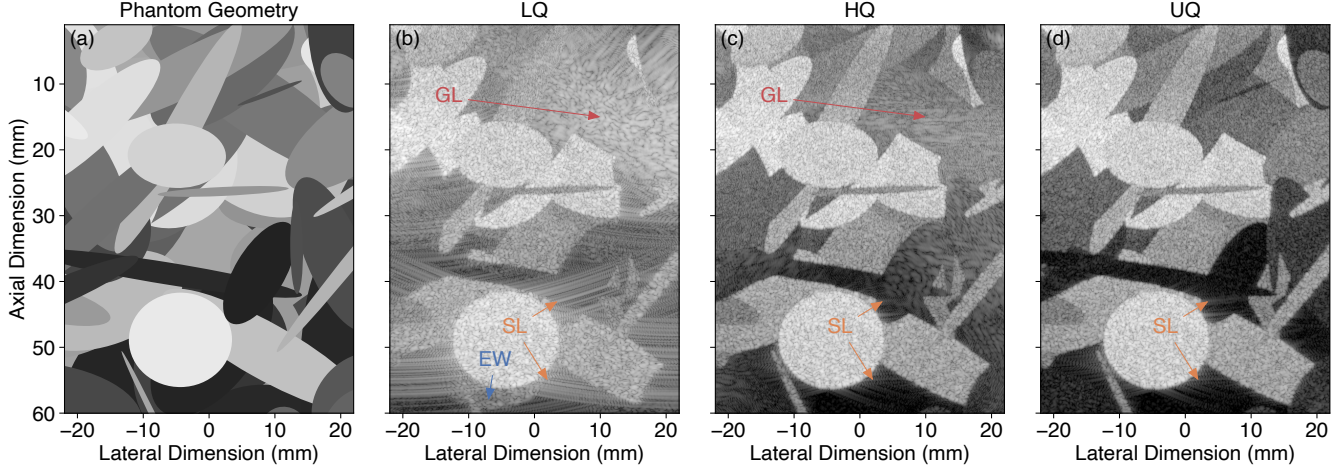 Phantom Geometry
LQ
HQ
UQ
(a)
(b)
(c)
(d)
GL
GL
SL
SL
SL
EW
Axial Dimension (mm)
10
20
30
40
50
60
−20 −10 0 10 20
−20 −10 0 10 20
−20 −10 0 10 20
−20 −10 0 10 20
Lateral Dimension (mm)
Lateral Dimension (mm)
Lateral Dimension (mm)
Lateral Dimension (mm)